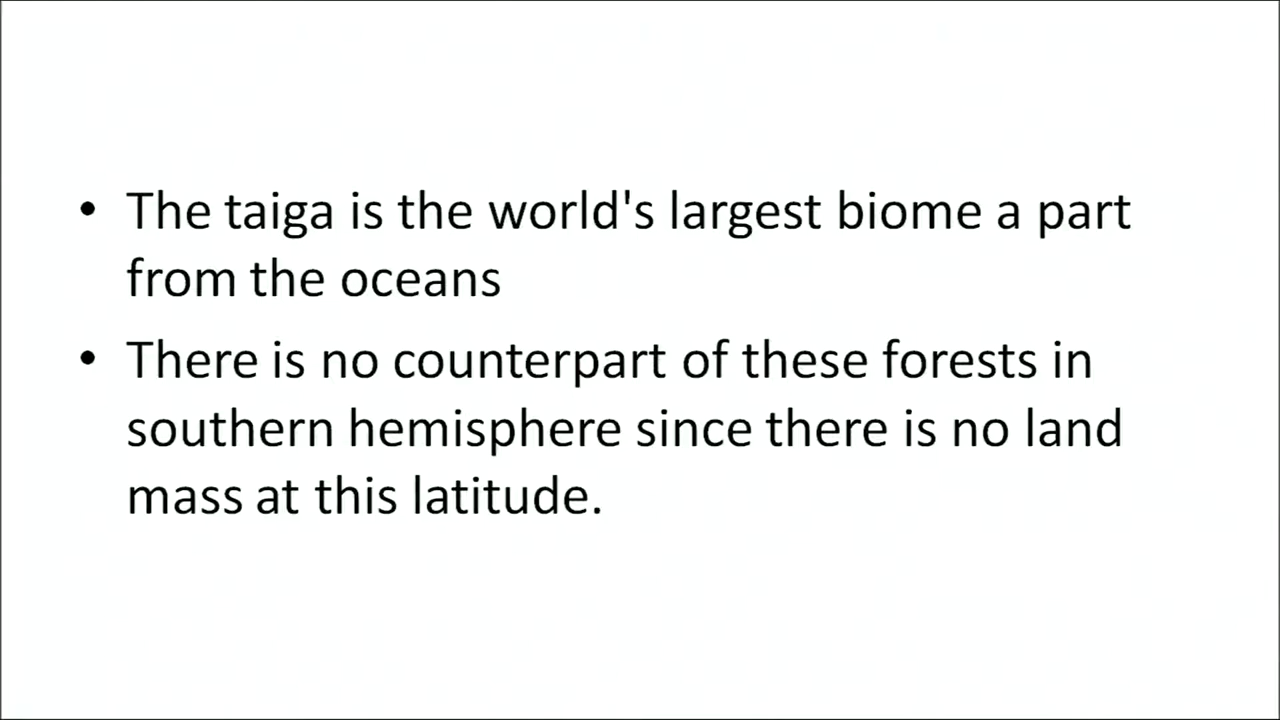 • The taiga is the world's largest biome a part
from the oceans
• There is no counterpart of these forests in
southern hemisphere since there is no land
mass at this latitude.